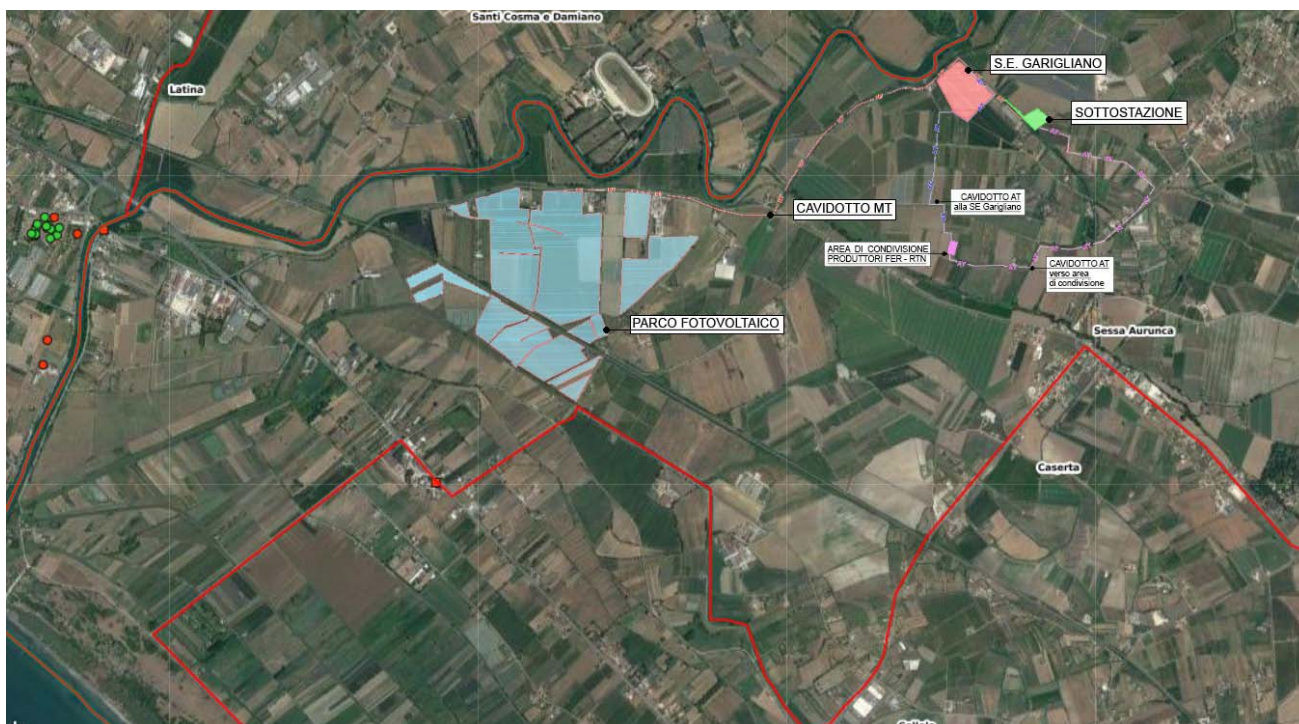 Santi Cosma e Damiano
S.E. GARIGLIANO
Latina
SOTTOSTAZIONE
CAVIDOTTO AT
alla SE Garigliano
CAVIDOTTO MT
AREA DI CONDIVISIONE
PRODUTTORI FER - RTN
CAVIDOTTO AT
verso area
di condivisione
PARCO FOTOVOLTAICO
Sessa Aurunca
Caserta